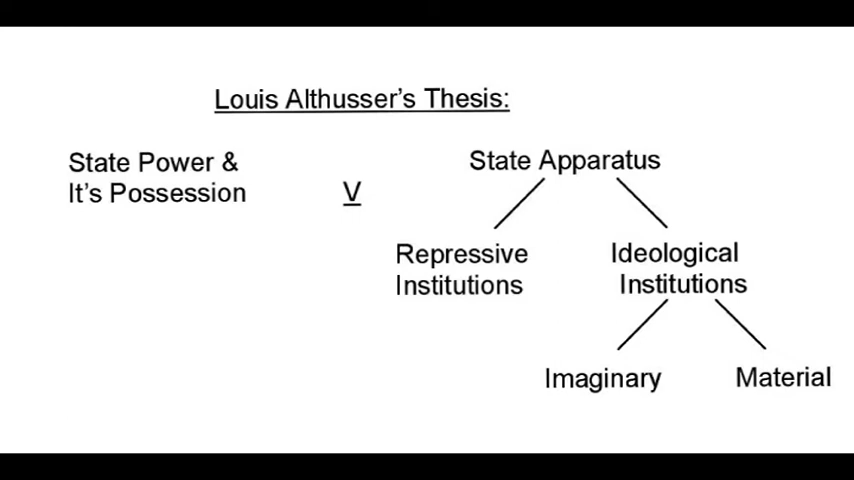 Louis Althusser's Thesis:
State Power &
It's Possession
V
State Apparatus
Repressive
Institutions
Ideological
Institutions
Imaginary
Material